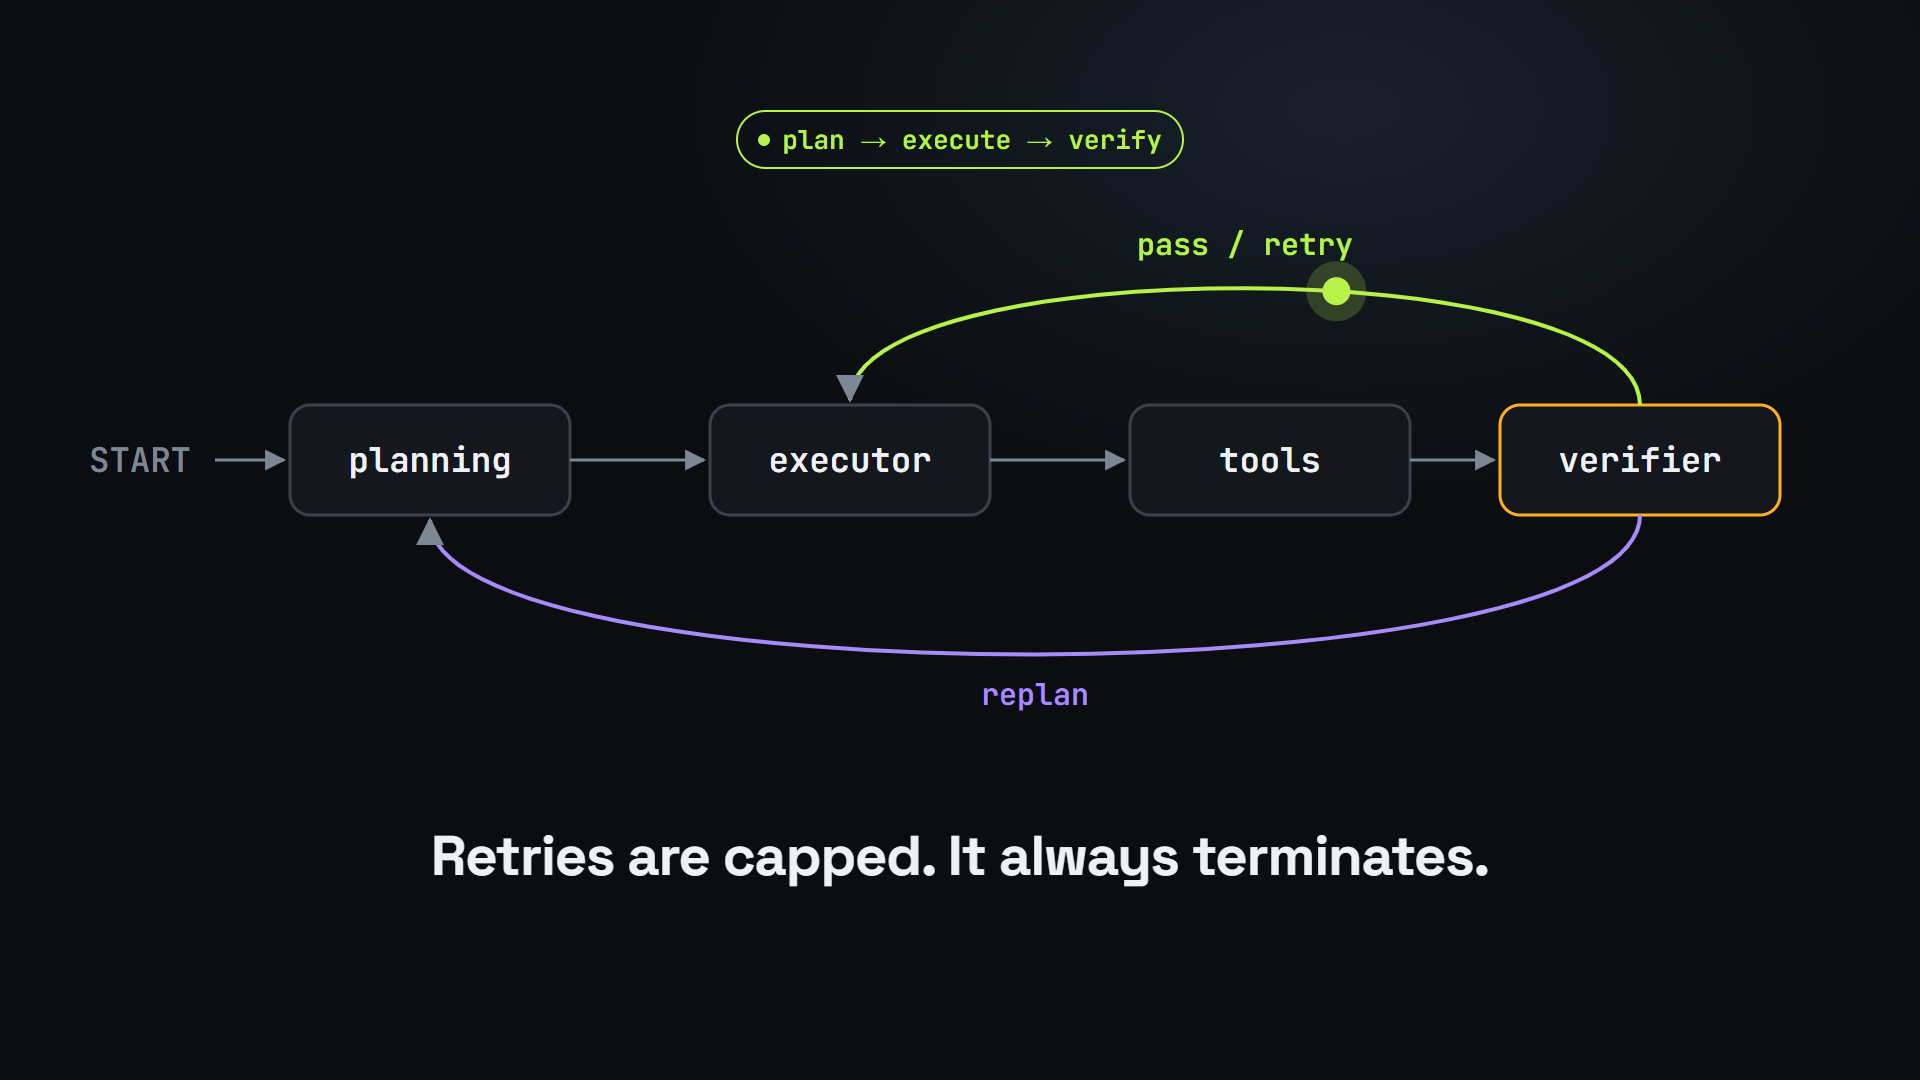 plan → execute → verify
pass / retry
START
planning
executor
tools
verifier
replan
Retries are capped. It always terminates.